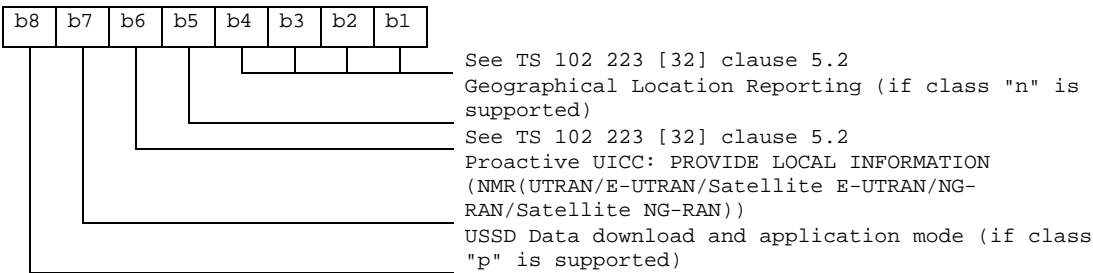 b8 b7 b6 b5 b4 b3 b2 b1
See TS 102 223 [32] clause 5.2
Geographical Location Reporting (if class "n" is
supported)
See TS 102 223 [32] clause 5.2
Proactive UICC: PROVIDE LOCAL INFORMATION
(NMR(UTRAN/E-UTRAN/Satellite E-UTRAN/NG-
RAN/Satellite NG-RAN))
USSD Data download and application mode (if class
"p" is supported)